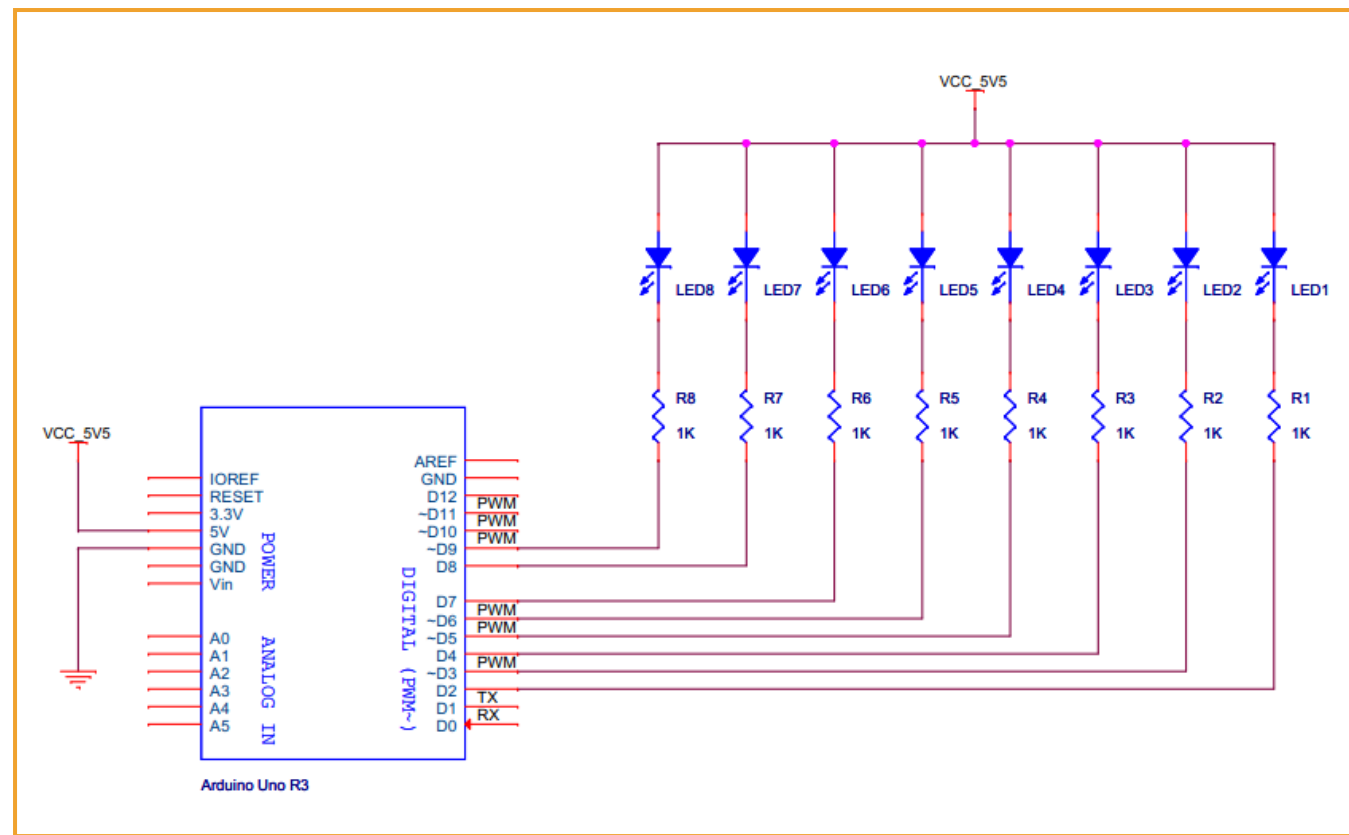 VCC_5V5
LED8 LED7 LED6 LED5 LED4 LED3 LED2 LED1
R8 R7 R6 R5 R4 R3 R2 R1
1K 1K 1K 1K 1K 1K 1K 1K
VCC_5V5
IOREF
RESET
3.3V
5V
GND
GND
Vin
POWER
A0
A1
A2
A3
A4
A5
ANALOG IN
AREF
GND
D12
~D11 PWM
~D10 PWM
~D9 PWM
D8
D7
~D6 PWM
~D5 PWM
D4
~D3 PWM
D2
D1 TX
D0 RX
DIGITAL (PWM~)
Arduino Uno R3